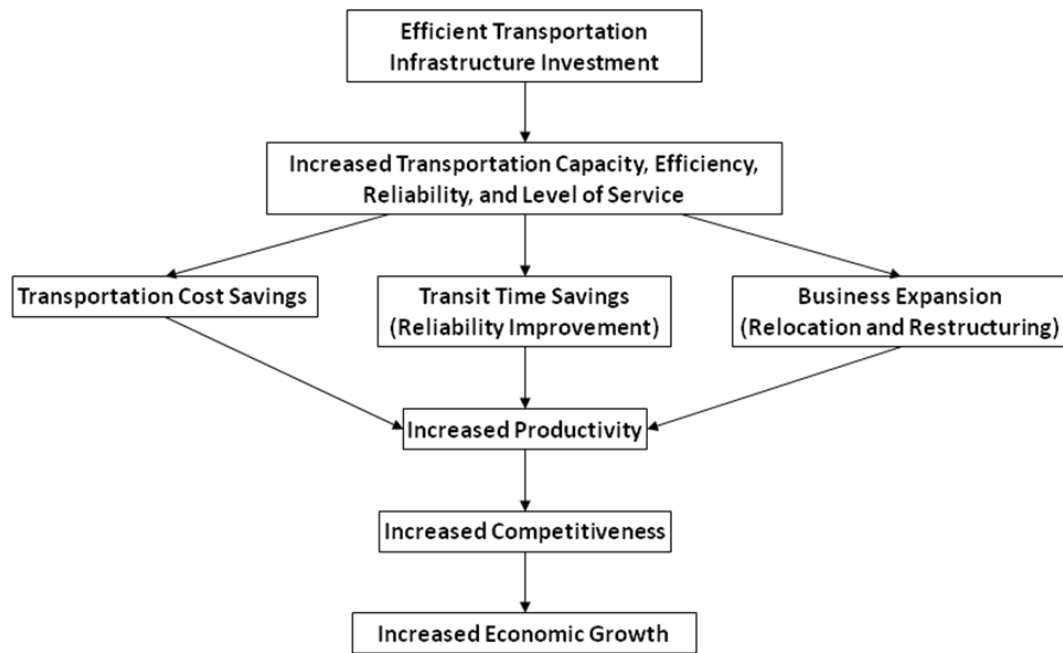 Efficient Transportation
Infrastructure Investment
Increased Transportation Capacity, Efficiency,
Reliability, and Level of Service
Transportation Cost Savings
Transit Time Savings
(Reliability Improvement)
Business Expansion
(Relocation and Restructuring)
Increased Productivity
Increased Competitiveness
Increased Economic Growth